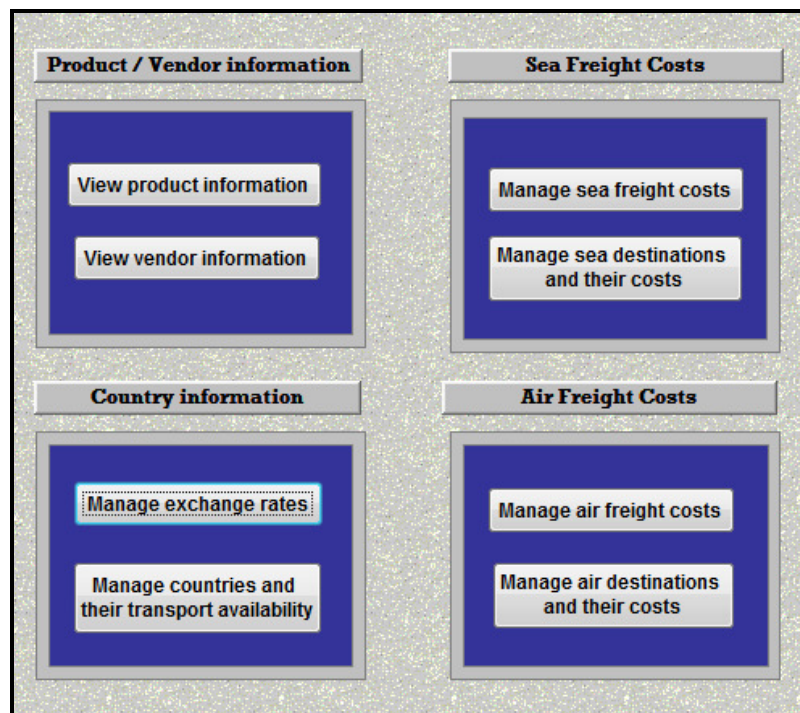 Product / Vendor information
View product information
View vendor information
Sea Freight Costs
Manage sea freight costs
Manage sea destinations
and their costs
Country information
Manage exchange rates
Manage countries and
their transport availability
Air Freight Costs
Manage air freight costs
Manage air destinations
and their costs